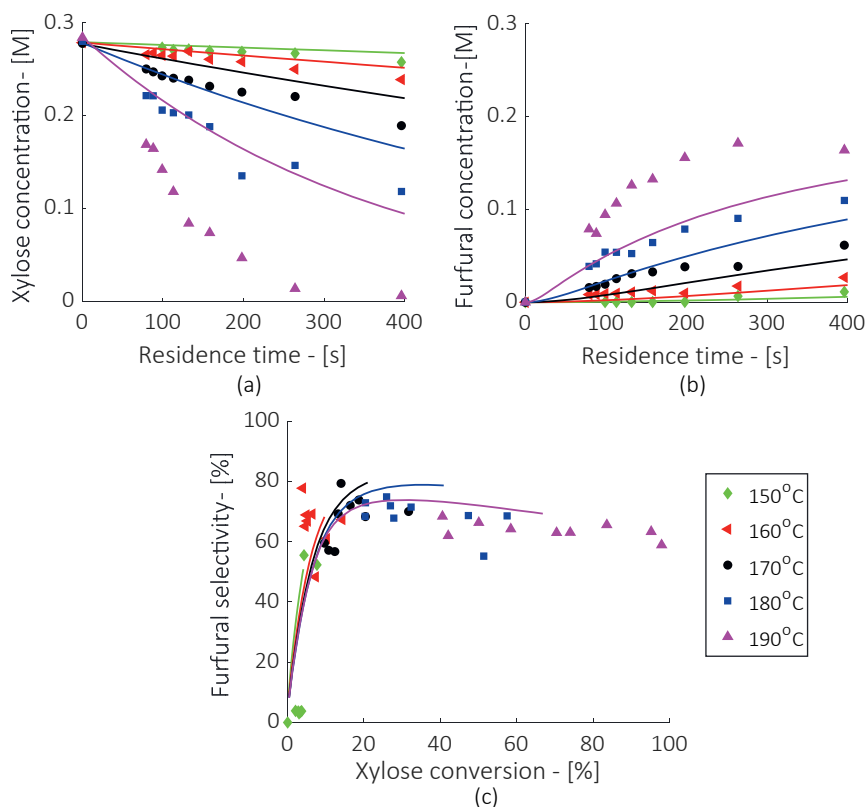 Xylose concentration- [M]
0.3
0.2
0.1
0
0
100
200
300
400
Residence time - [s]
(a)
Furfural concentration-[M]
0.3
0.2
0.1
0
0
100
200
300
400
Residence time - [s]
(b)
Furfural selectivity- [%]
100
80
60
40
20
0
0
20
40
60
80
100
Xylose conversion - [%]
(c)
150°C
160°C
170°C
180°C
190°C